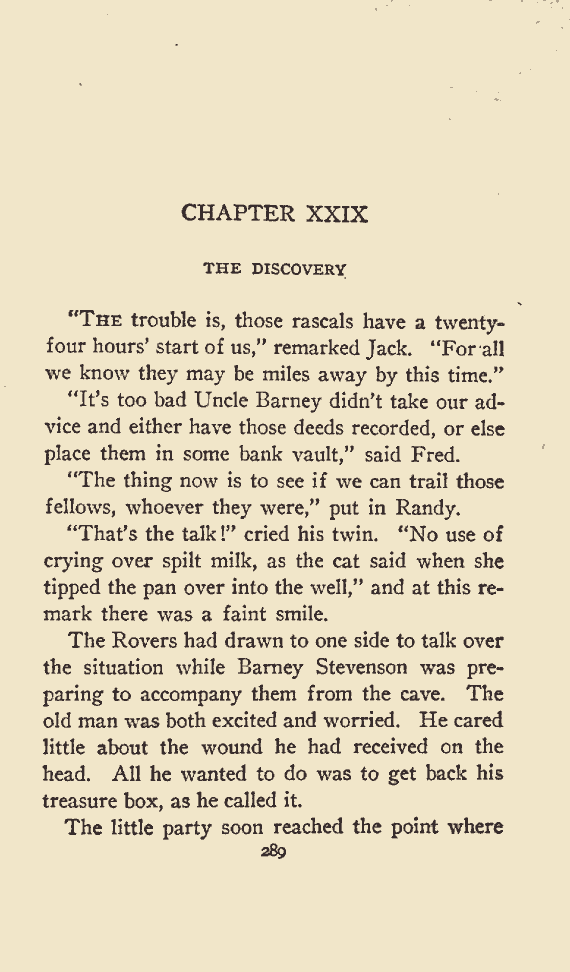 CHAPTER XXIX
THE DISCOVERY
“THE trouble is, those rascals have a twenty-
four hours’ start of us,” remarked Jack. “For all
we know they may be miles away by this time.”
“It’s too bad Uncle Barney didn’t take our ad-
vice and either have those deeds recorded, or else
place them in some bank vault,” said Fred.
“The thing now is to see if we can trail those
fellows, whoever they were,” put in Randy.
“That’s the talk!” cried his twin. “No use of
crying over spilt milk, as the cat said when she
tipped the pan over into the well,” and at this re-
mark there was a faint smile.
The Rovers had drawn to one side to talk over
the situation while Barney Stevenson was pre-
paring to accompany them from the cave. The
old man was both excited and worried. He cared
little about the wound he had received on the
head. All he wanted to do was to get back his
treasure box, as he called it.
The little party soon reached the point where
289